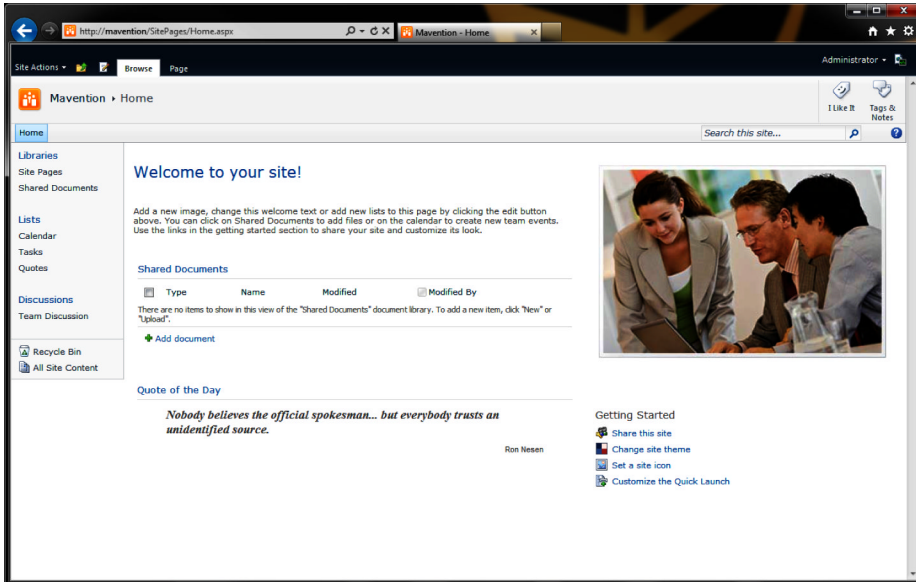 http://mavention/SitePages/Home.aspx
Mavention - Home
Site Actions
Browse
Page
Administrator
Mavention ▸ Home
I Like It
Tags &
Notes
Home
Search this site...
Libraries
Site Pages
Shared Documents
Lists
Calendar
Tasks
Quotes
Discussions
Team Discussion
Recycle Bin
All Site Content
Welcome to your site!
Add a new image, change this welcome text or add new lists to this page by clicking the edit button
above. You can click on Shared Documents to add files or on the calendar to create new team events.
Use the links in the getting started section to share your site and customize its look.
Shared Documents
Type Name Modified Modified By
There are no items to show in this view of the "Shared Documents" document library. To add a new item, click "New" or
"Upload".
Add document
Quote of the Day
Nobody believes the official spokesman... but everybody trusts an
unidentified source.
Ron Nesen
Getting Started
Share this site
Change site theme
Set a site icon
Customize the Quick Launch